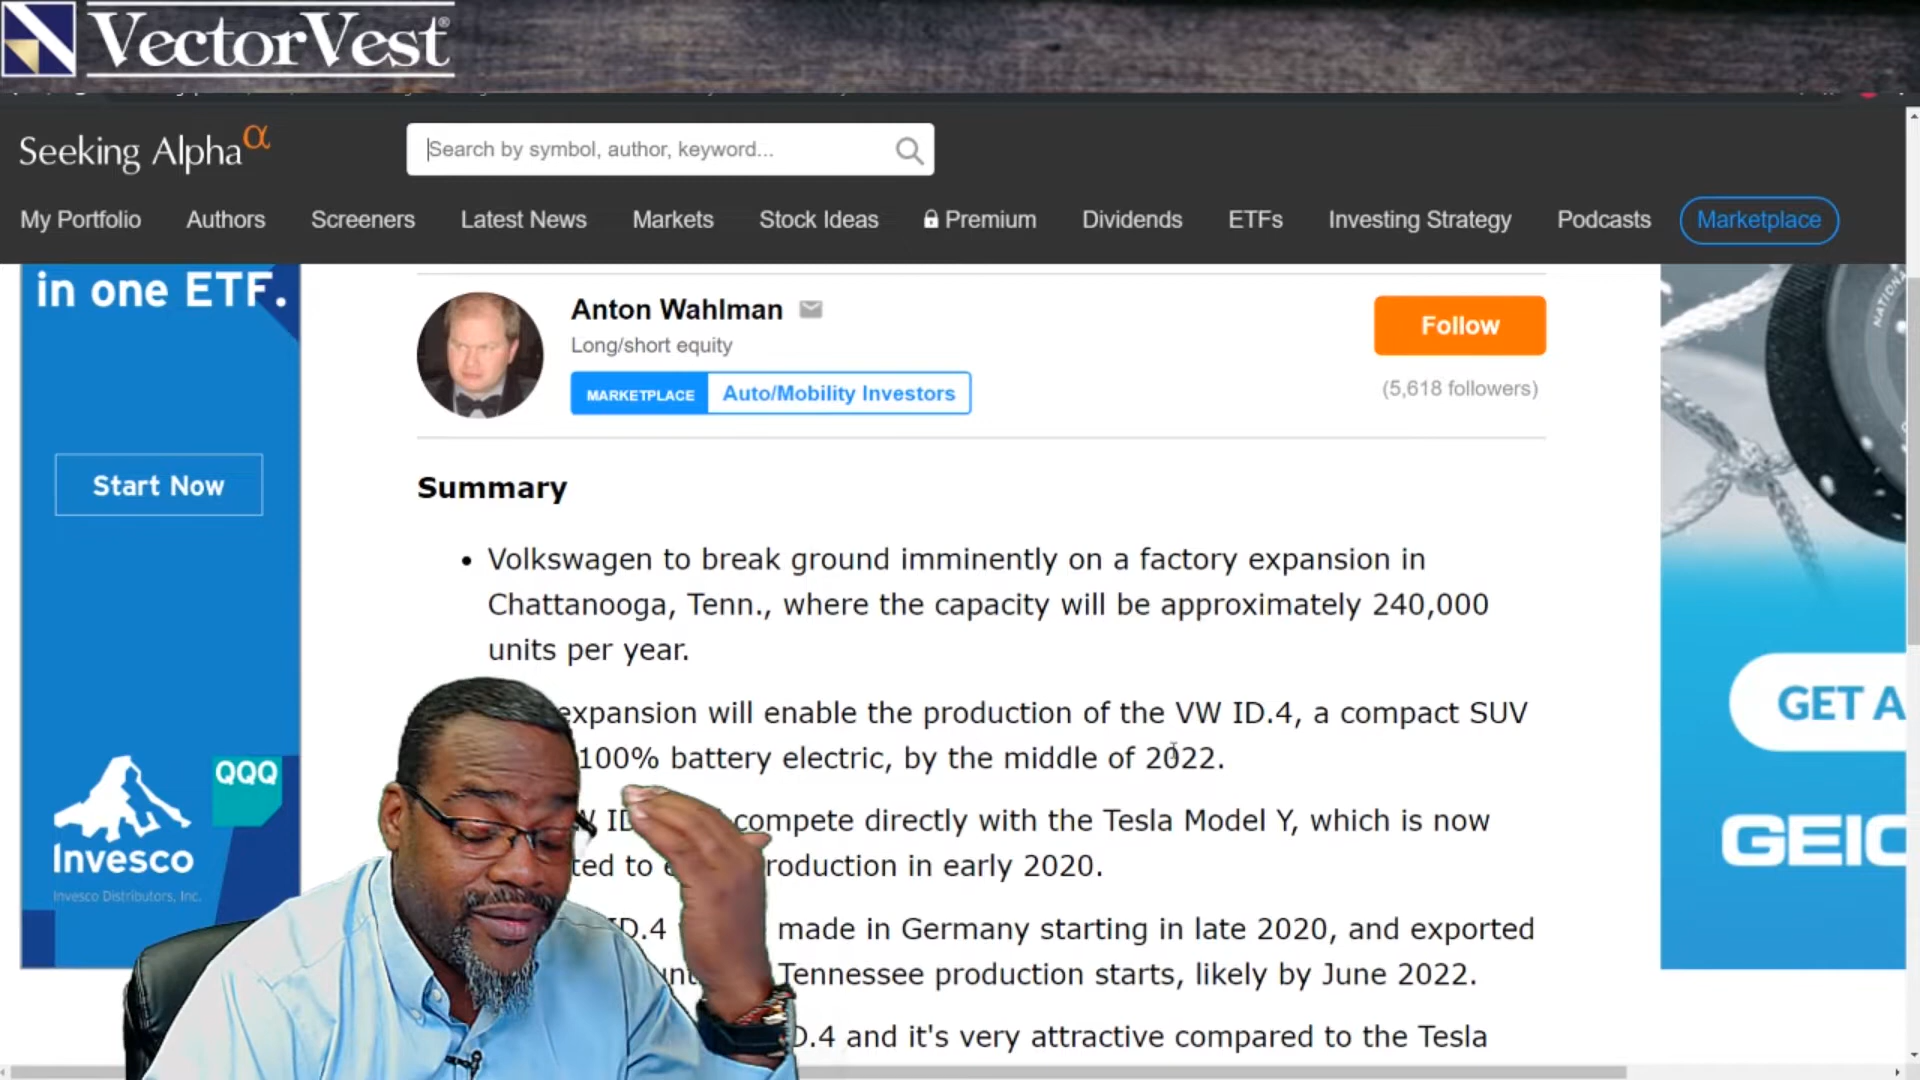 VectorVest®
Seeking Alpha α
Search by symbol, author, keyword...
My Portfolio Authors Screeners Latest News Markets Stock Ideas Premium Dividends ETFs Investing Strategy Podcasts Marketplace
in one ETF.
Start Now
QQQ
Invesco
Invesco Distributors, Inc.
Anton Wahlman
Long/short equity
MARKETPLACE Auto/Mobility Investors
Follow
(5,618 followers)
Summary
• Volkswagen to break ground imminently on a factory expansion in
Chattanooga, Tenn., where the capacity will be approximately 240,000
units per year.
expansion will enable the production of the VW ID.4, a compact SUV
100% battery electric, by the middle of 2022.
compete directly with the Tesla Model Y, which is now
ted to production in early 2020.
D.4 made in Germany starting in late 2020, and exported
Tennessee production starts, likely by June 2022.
D.4 and it's very attractive compared to the Tesla
GET A
GEIC